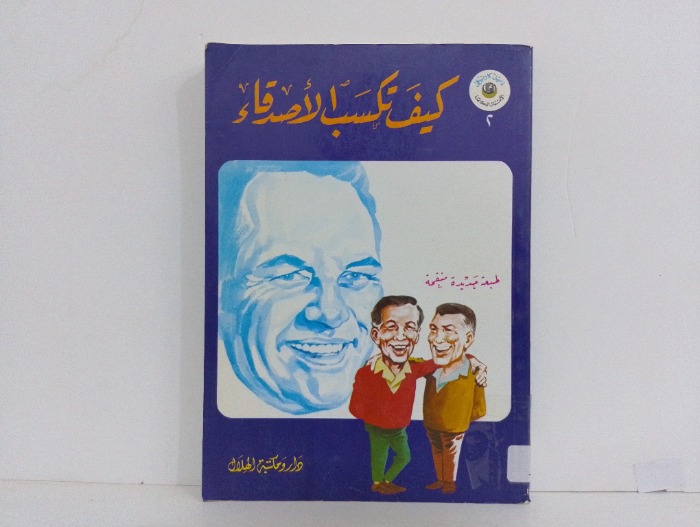 كيف تكسب الأصدقاء
٢
طبعة جديدة منقحة
دار ومكتبة الهلال